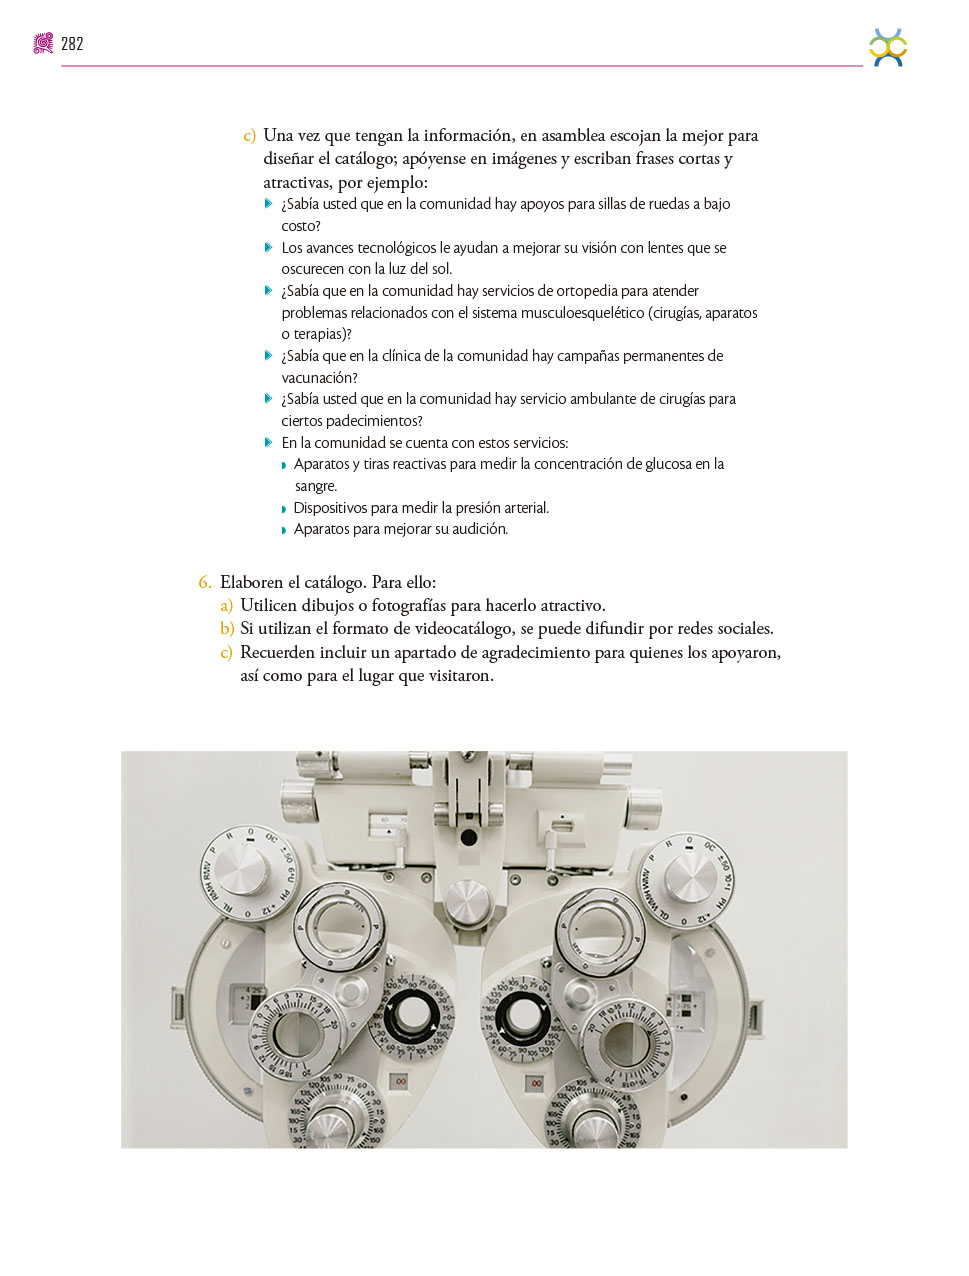 282
c) Una vez que tengan la información, en asamblea escojan la mejor para
diseñar el catálogo; apóyense en imágenes y escriban frases cortas y
atractivas, por ejemplo:
¿Sabía usted que en la comunidad hay apoyos para sillas de ruedas a bajo
costo?
Los avances tecnológicos le ayudan a mejorar su visión con lentes que se
oscurecen con la luz del sol.
¿Sabía que en la comunidad hay servicios de ortopedia para atender
problemas relacionados con el sistema musculoesquelético (cirugías, aparatos
o terapias)?
¿Sabía que en la clínica de la comunidad hay campañas permanentes de
vacunación?
¿Sabía usted que en la comunidad hay servicio ambulante de cirugías para
ciertos padecimientos?
En la comunidad se cuenta con estos servicios:
Aparatos y tiras reactivas para medir la concentración de glucosa en la
sangre.
Dispositivos para medir la presión arterial.
Aparatos para mejorar su audición.
6. Elaboren el catálogo. Para ello:
a) Utilicen dibujos o fotografías para hacerlo atractivo.
b) Si utilizan el formato de videocatálogo, se puede difundir por redes sociales.
c) Recuerden incluir un apartado de agradecimiento para quienes los apoyaron,
así como para el lugar que visitaron.